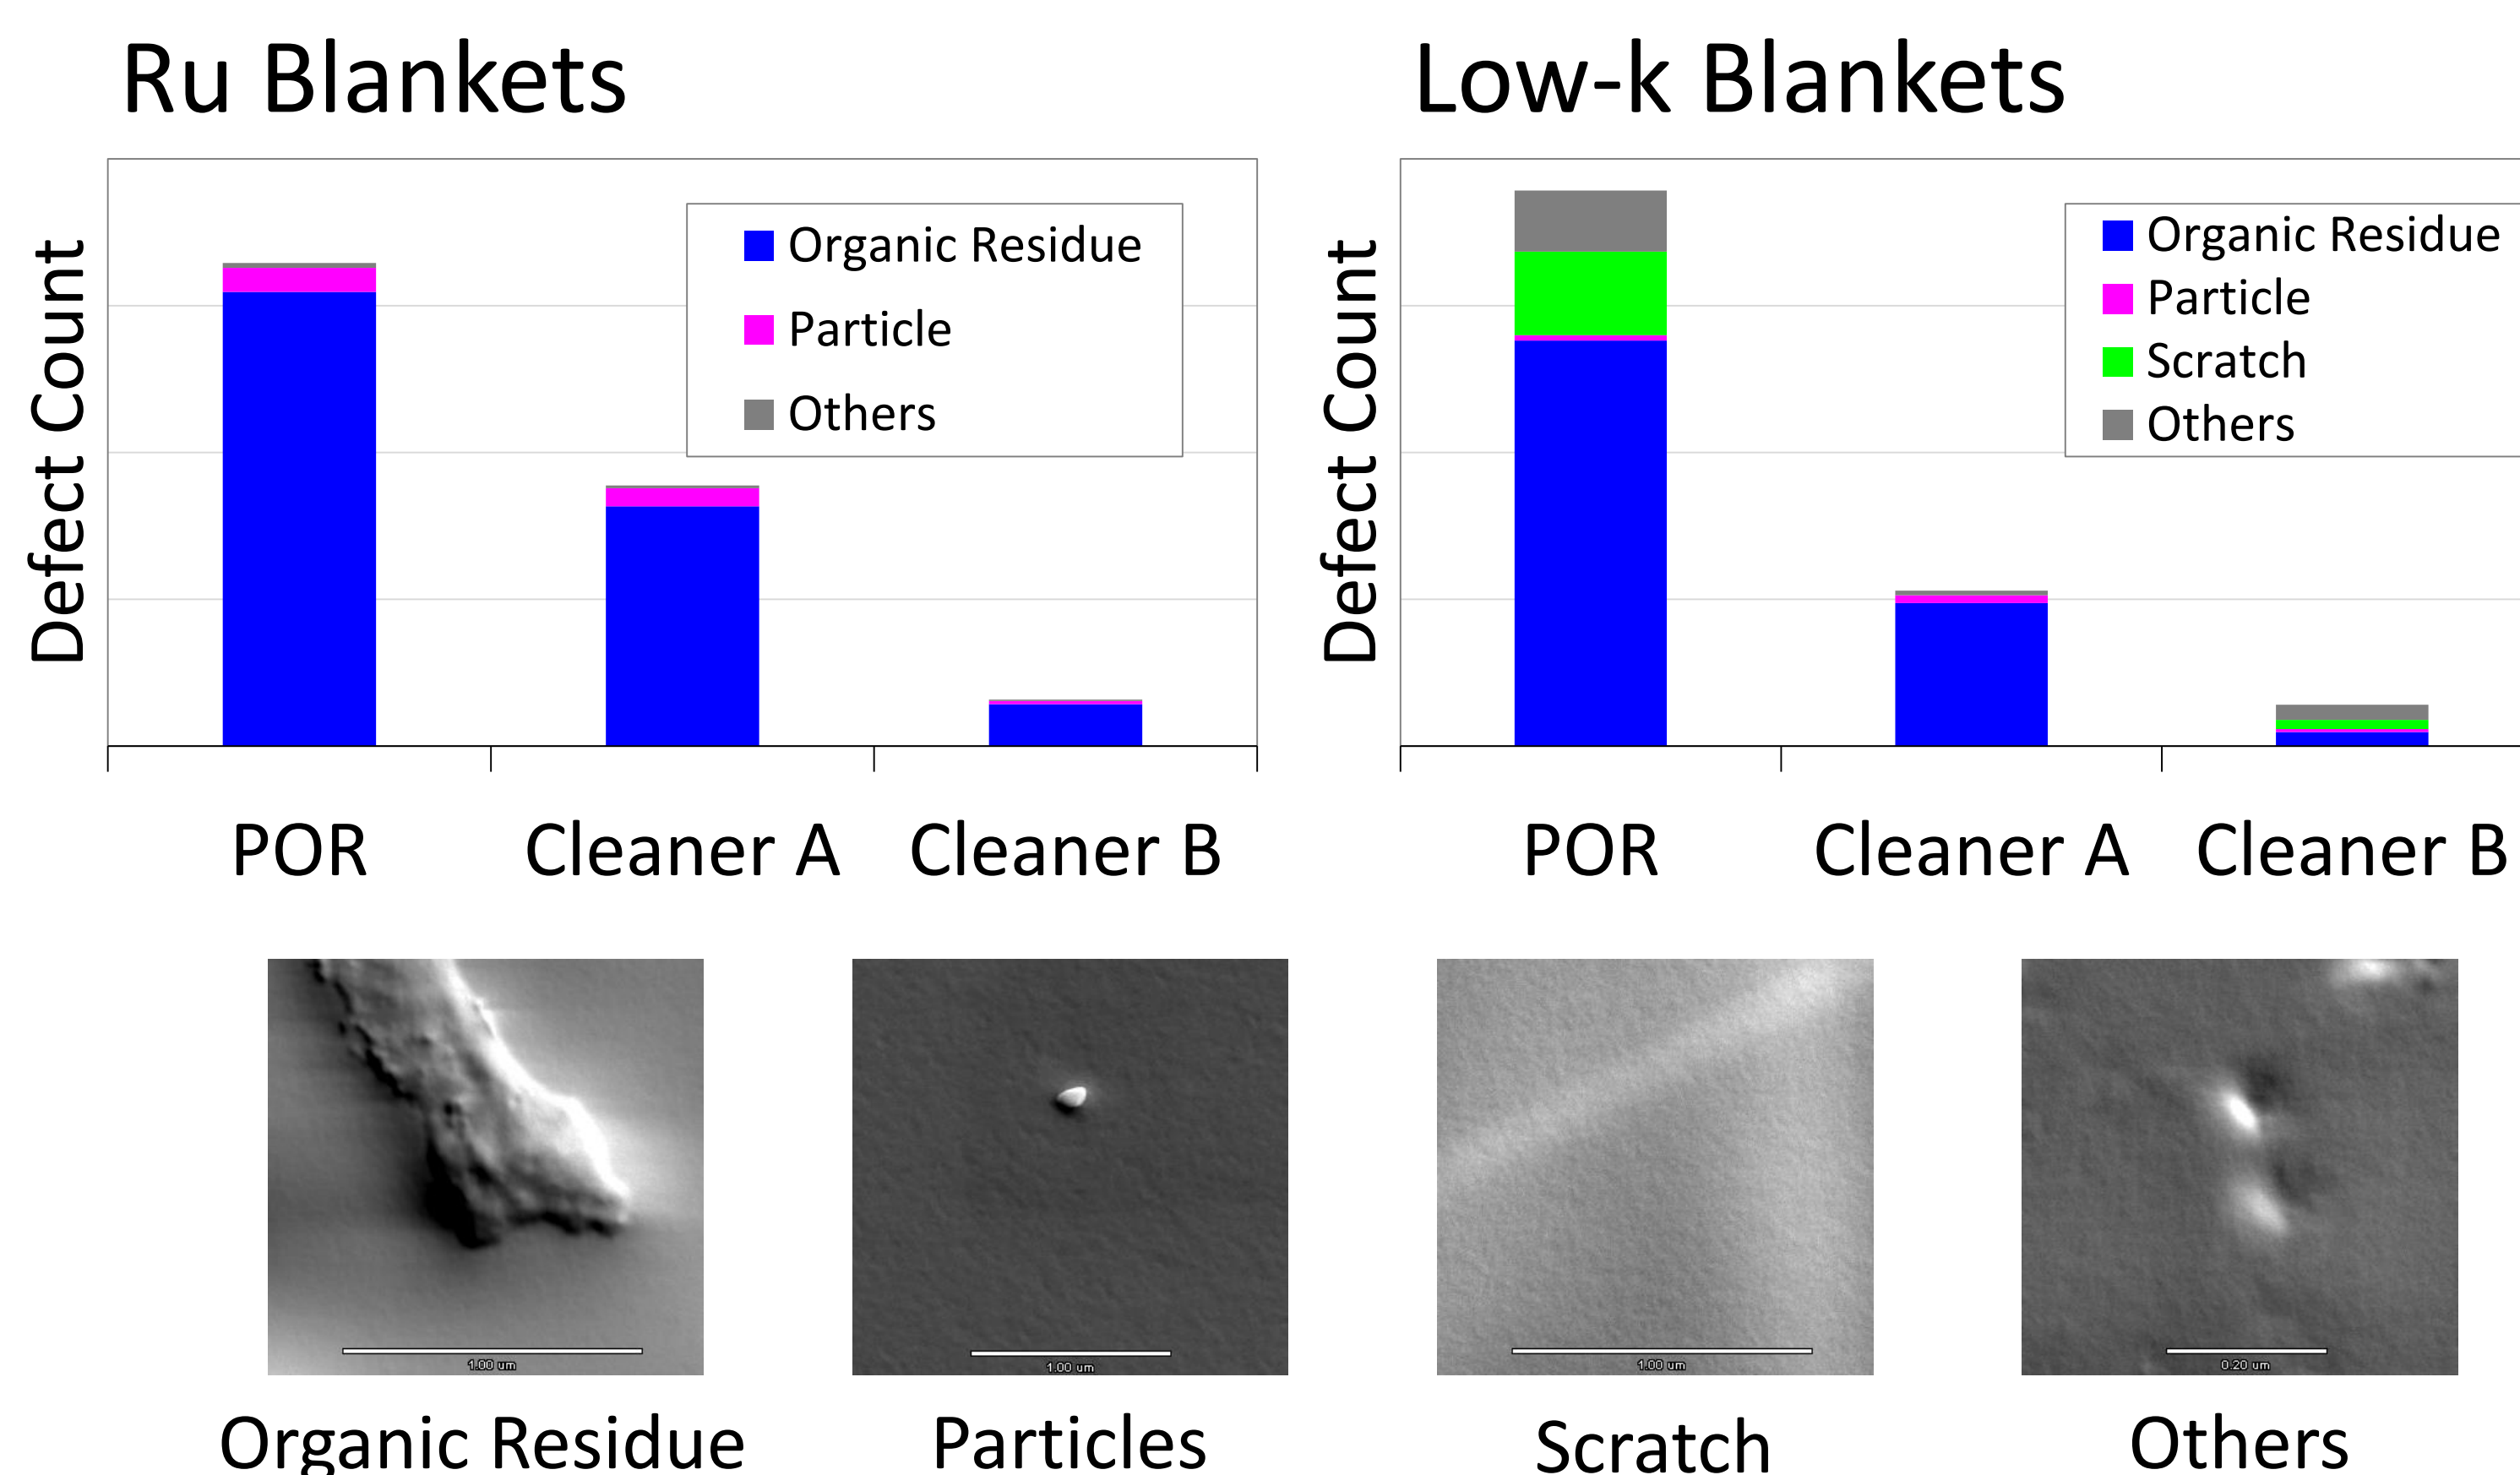 Ru Blankets
Defect Count
Organic Residue
Particle
Others
POR
Cleaner A
Cleaner B
Low-k Blankets
Defect Count
Organic Residue
Particle
Scratch
Others
POR
Cleaner A
Cleaner B
1.00 um
1.00 um
1.00 um
0.20 um
Organic Residue
Particles
Scratch
Others